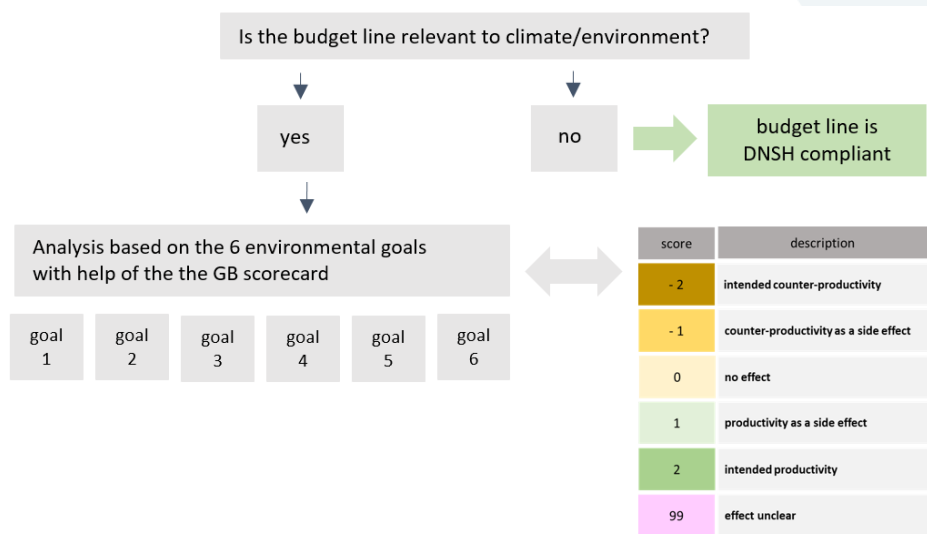 Is the budget line relevant to climate/environment?
yes
no
budget line is
DNSH compliant
Analysis based on the 6 environmental goals
with help of the the GB scorecard
goal
1
goal
2
goal
3
goal
4
goal
5
goal
6
score description
- 2 intended counter-productivity
- 1 counter-productivity as a side effect
0 no effect
1 productivity as a side effect
2 intended productivity
99 effect unclear